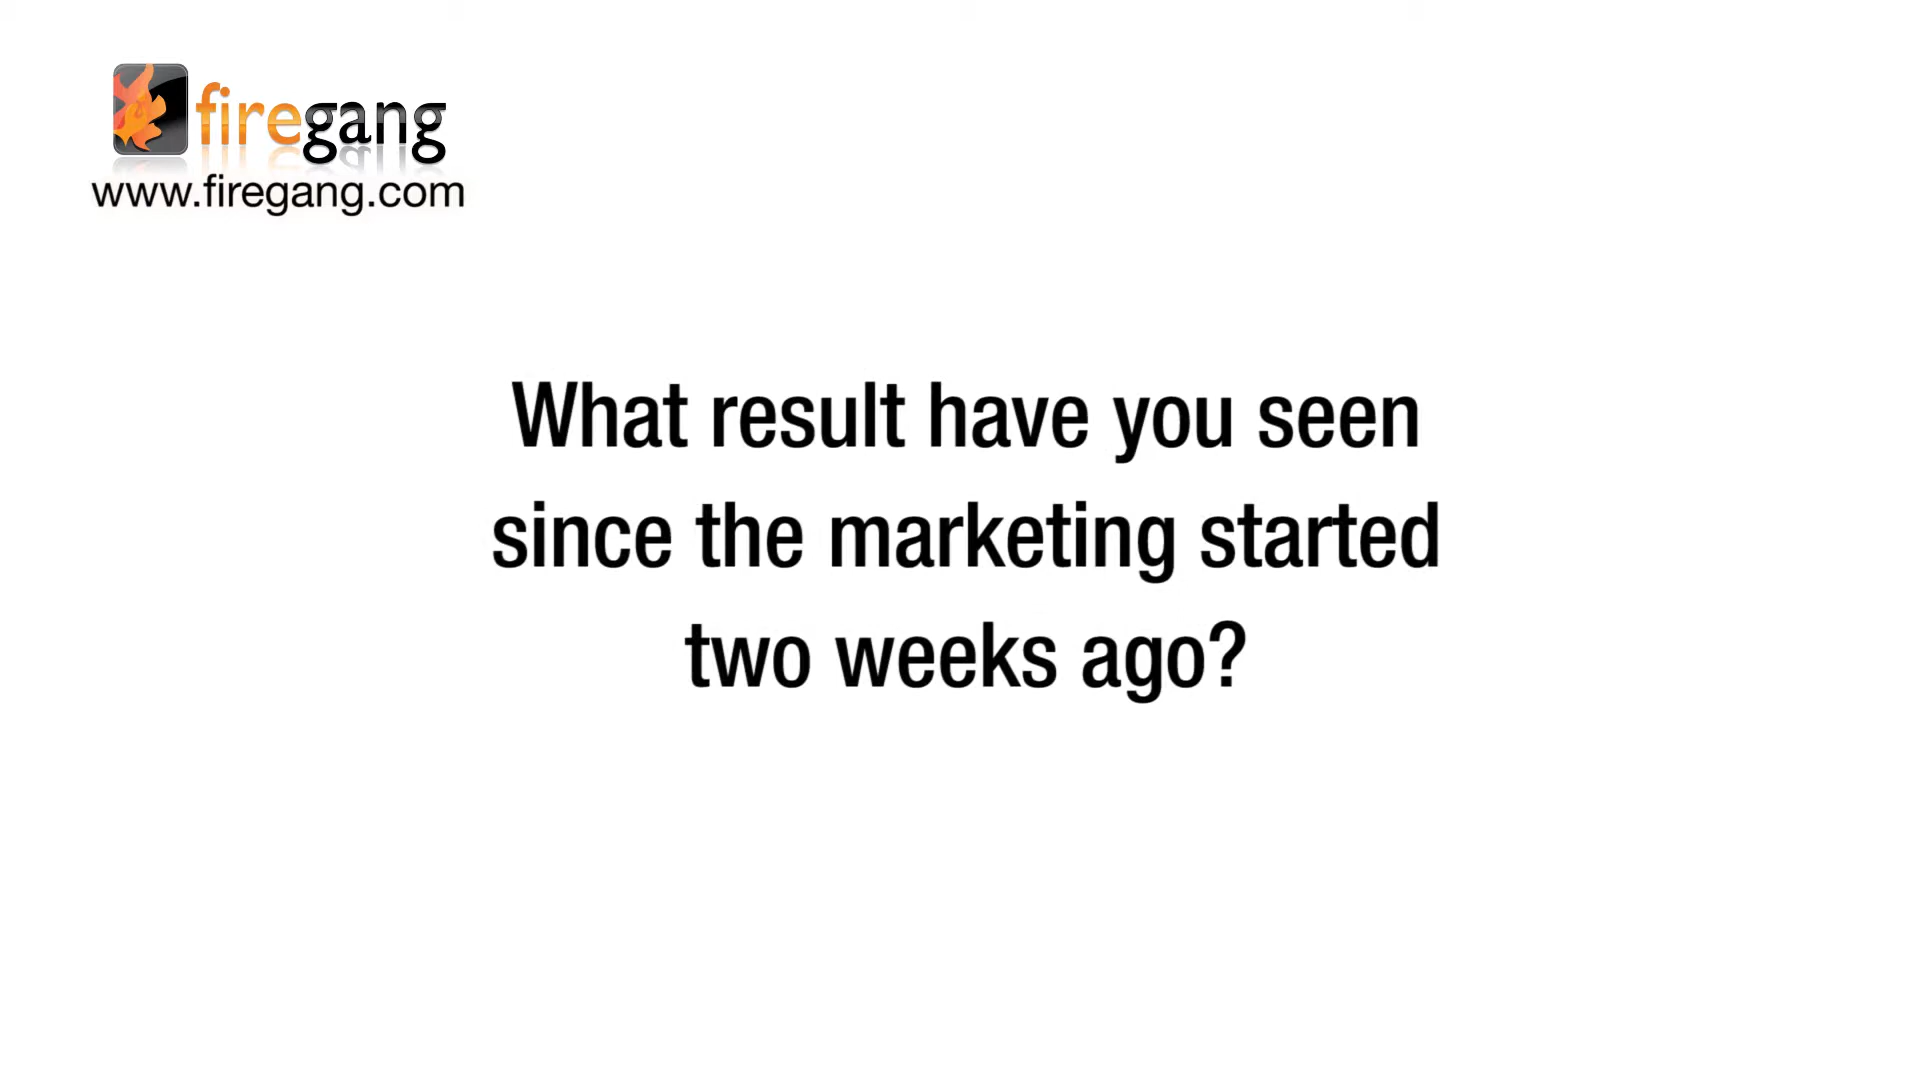 firegang
www.firegang.com
What result have you seen
since the marketing started
two weeks ago?